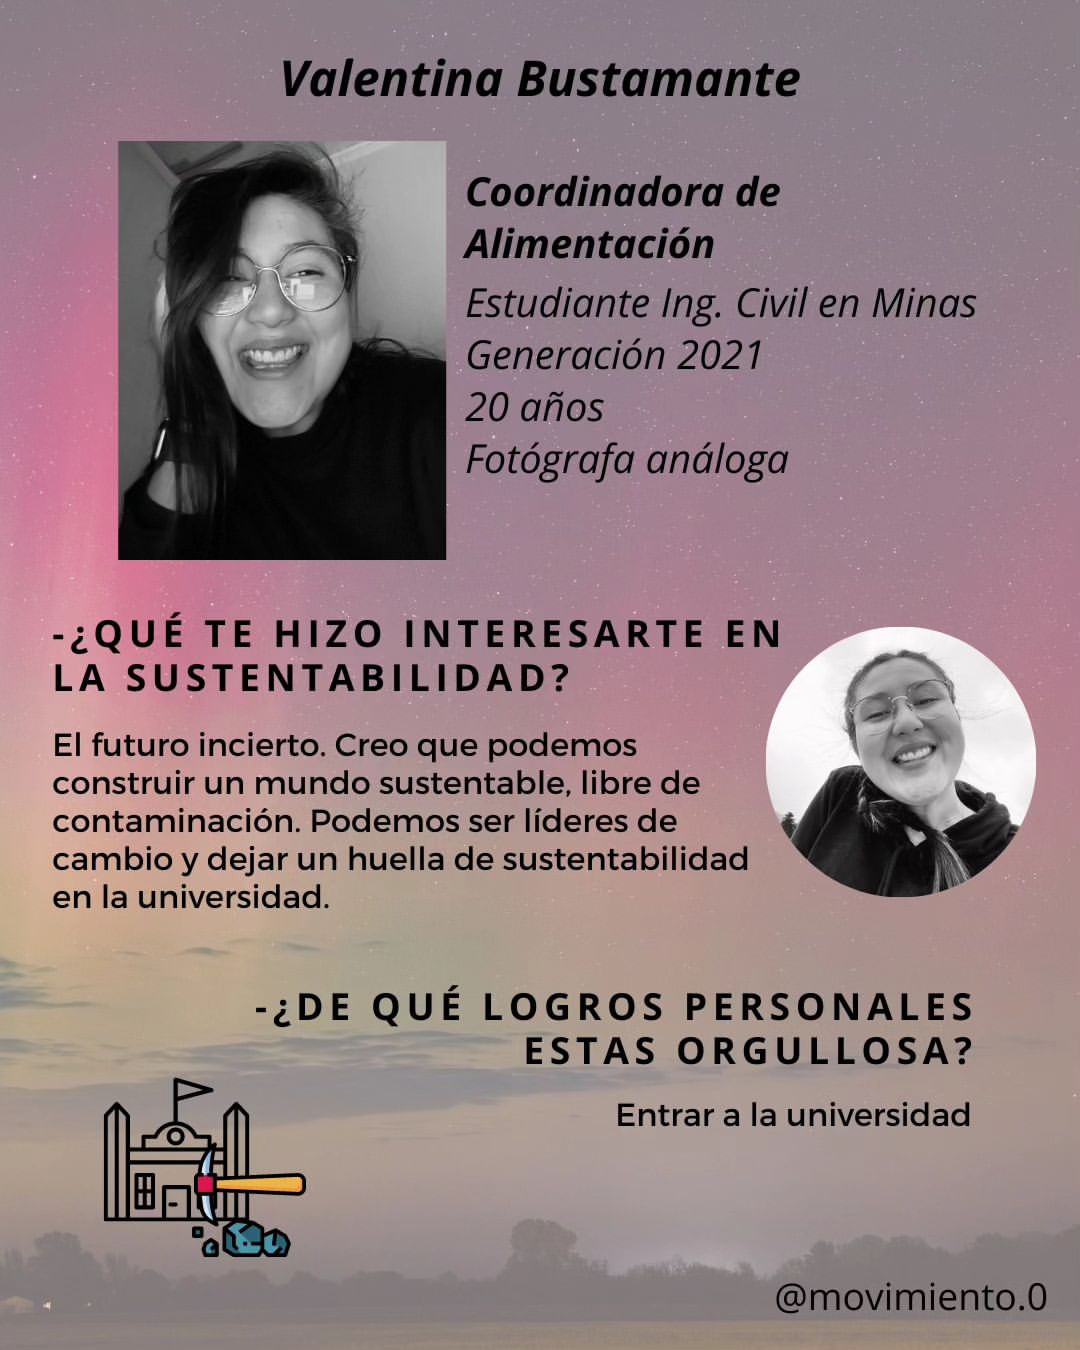 Valentina Bustamante
Coordinadora de
Alimentación
Estudiante Ing. Civil en Minas
Generación 2021
20 años
Fotógrafa análoga
-¿QUÉ TE HIZO INTERESARTE EN
LA SUSTENTABILIDAD?
El futuro incierto. Creo que podemos
construir un mundo sustentable, libre de
contaminación. Podemos ser líderes de
cambio y dejar un huella de sustentabilidad
en la universidad.
-¿DE QUÉ LOGROS PERSONALES
ESTAS ORGULLOSA?
Entrar a la universidad
@movimiento.0